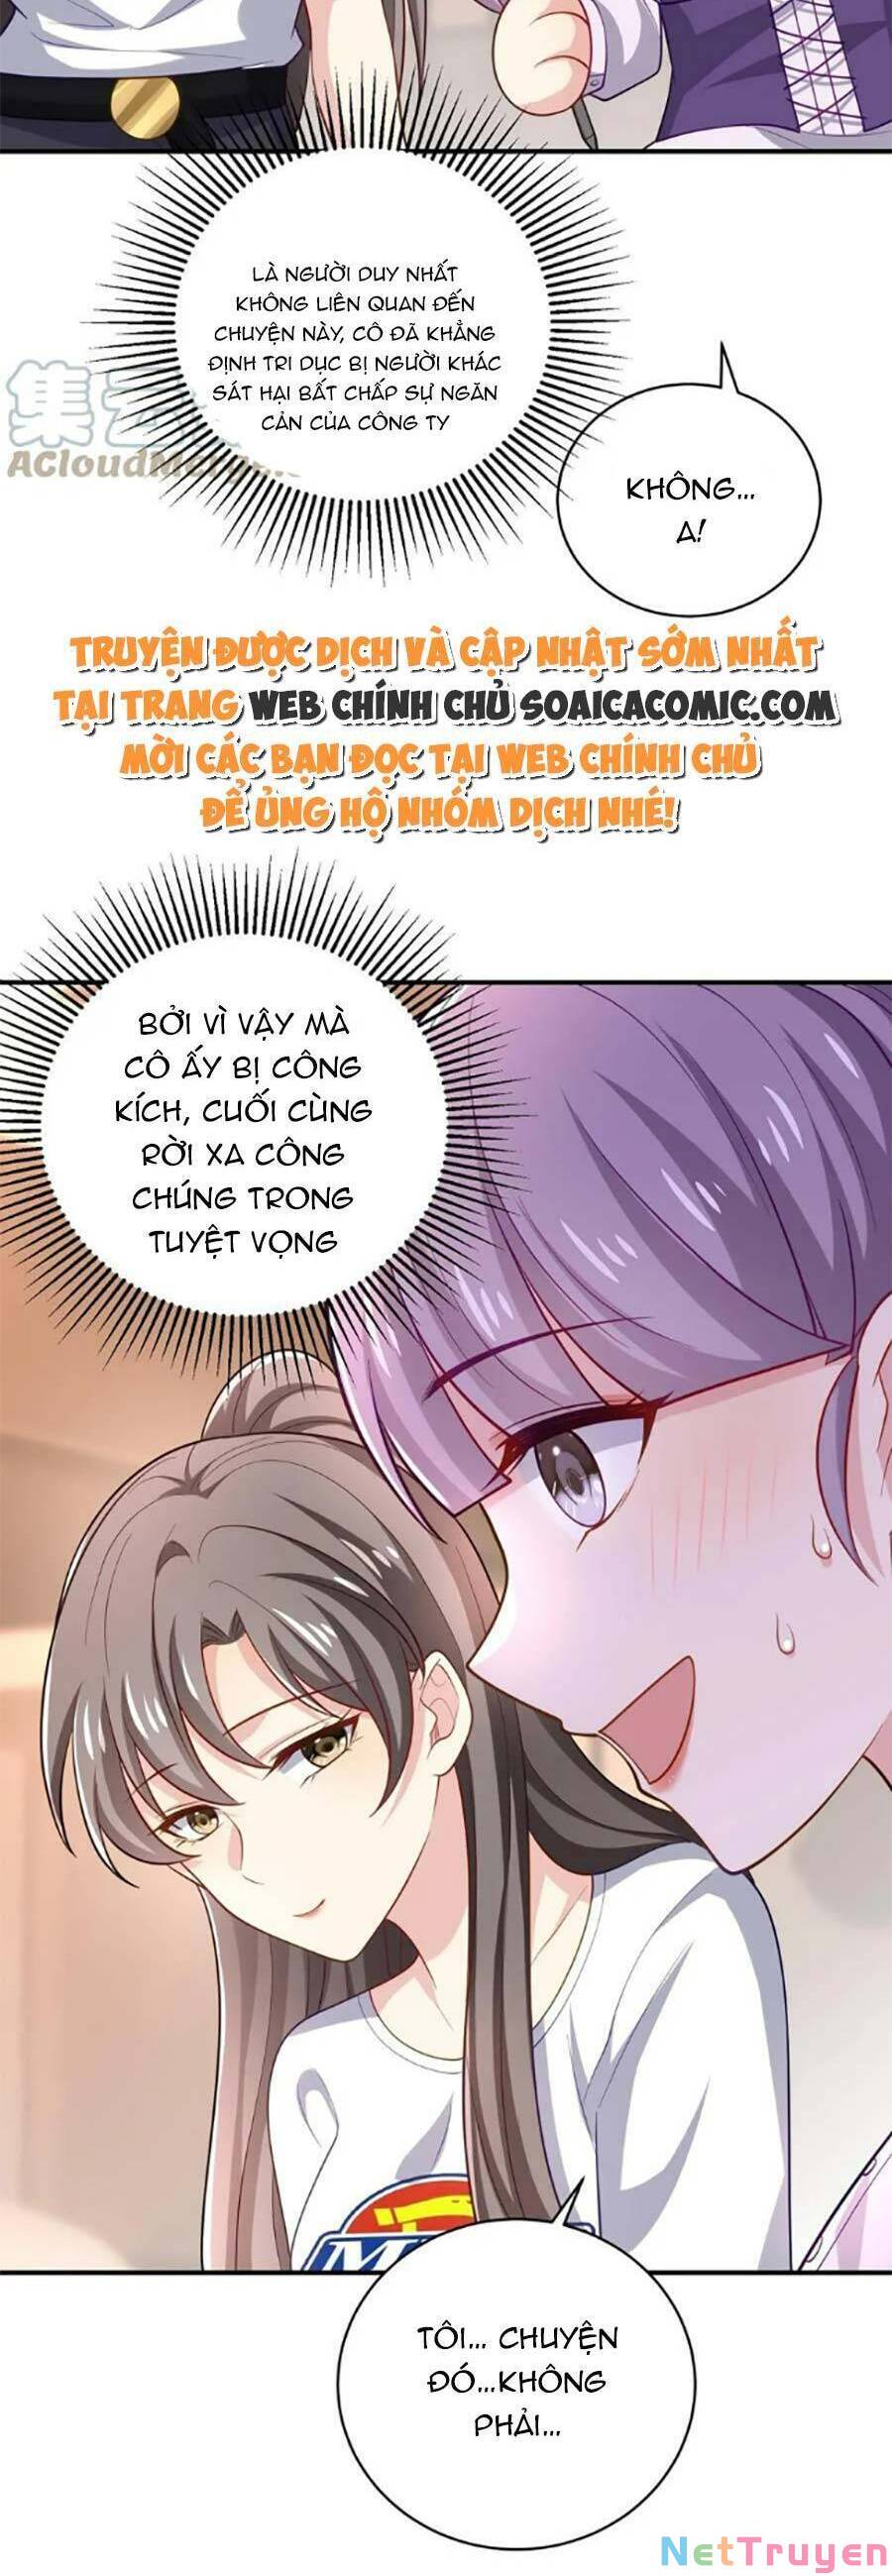 LÀ NGƯỜI DUY NHẤT
KHÔNG LIÊN QUAN ĐẾN
CHUYỆN NÀY, CÔ ĐÃ KHẲNG
ĐỊNH TRI DỤC BỊ NGƯỜI KHÁC
SÁT HẠI BẤT CHẤP SỰ NGĂN
CẢN CỦA CÔNG TY
集云
ACloudMerge
KHÔNG...
A!
TRUYỆN ĐƯỢC DỊCH VÀ CẬP NHẬT SỚM NHẤT
TẠI TRANG WEB CHÍNH CHỦ SOAICACOMIC.COM
MỜI CÁC BẠN ĐỌC TẠI WEB CHÍNH CHỦ
ĐỂ ỦNG HỘ NHÓM DỊCH NHÉ!
BỞI VÌ VẬY MÀ
CÔ ẤY BỊ CÔNG
KÍCH, CUỐI CÙNG
RỜI XA CÔNG
CHÚNG TRONG
TUYỆT VỌNG
TÔI... CHUYỆN
ĐÓ...KHÔNG
PHẢI...
NetTruyen